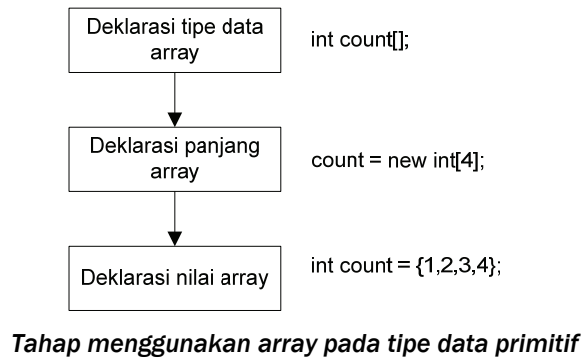 Deklarasi tipe data
array
int count[];
Deklarasi panjang
array
count = new int[4];
Deklarasi nilai array
int count = {1,2,3,4};
Tahap menggunakan array pada tipe data primitif